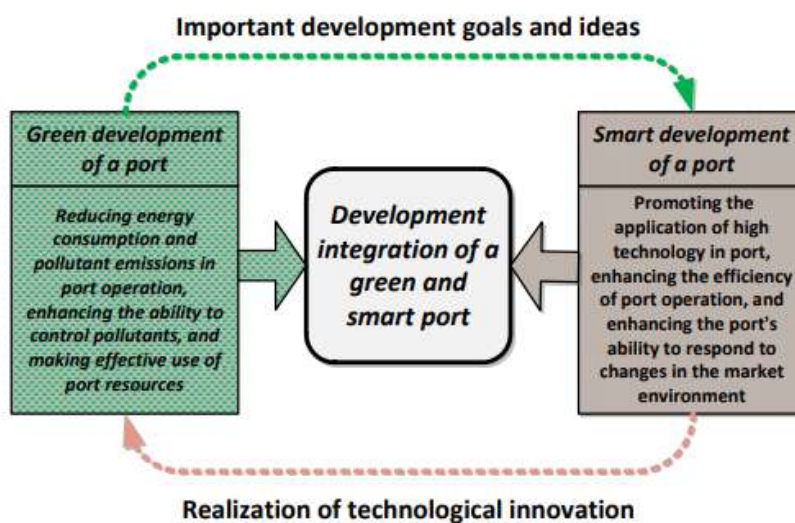 Important development goals and ideas
Green development
of a port
Reducing energy
consumption and
pollutant emissions in
port operation,
enhancing the ability to
control pollutants, and
making effective use of
port resources
Development
integration of a
green and
smart port
Smart development
of a port
Promoting the
application of high
technology in port,
enhancing the efficiency
of port operation, and
enhancing the port's
ability to respond to
changes in the market
environment
Realization of technological innovation